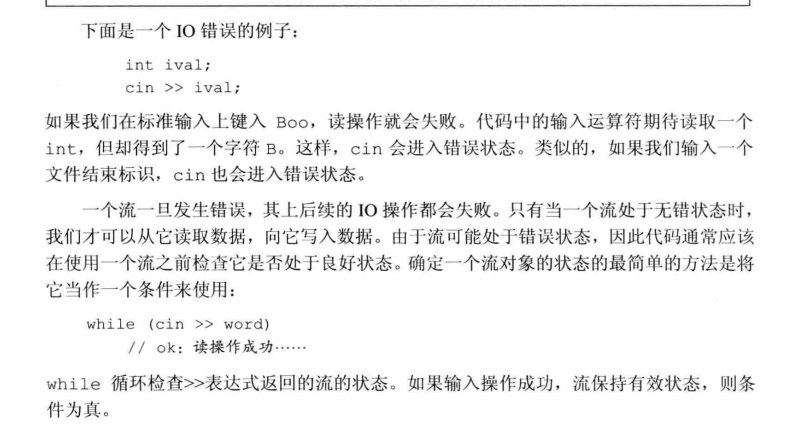 下面是一个 IO 错误的例子：
int ival;
cin >> ival;
如果我们在标准输入上键入 Boo，读操作就会失败。代码中的输入运算符期待读取一个
int，但却得到了一个字符 B。这样，cin 会进入错误状态。类似的，如果我们输入一个
文件结束标识，cin 也会进入错误状态。
一个流一旦发生错误，其上后续的 IO 操作都会失败。只有当一个流处于无错状态时，
我们才可以从它读取数据，向它写入数据。由于流可能处于错误状态，因此代码通常应该
在使用一个流之前检查它是否处于良好状态。确定一个流对象的状态的最简单的方法是将
它当作一个条件来使用：
while (cin >> word)
// ok: 读操作成功……
while 循环检查>>表达式返回的流的状态。如果输入操作成功，流保持有效状态，则条
件为真。